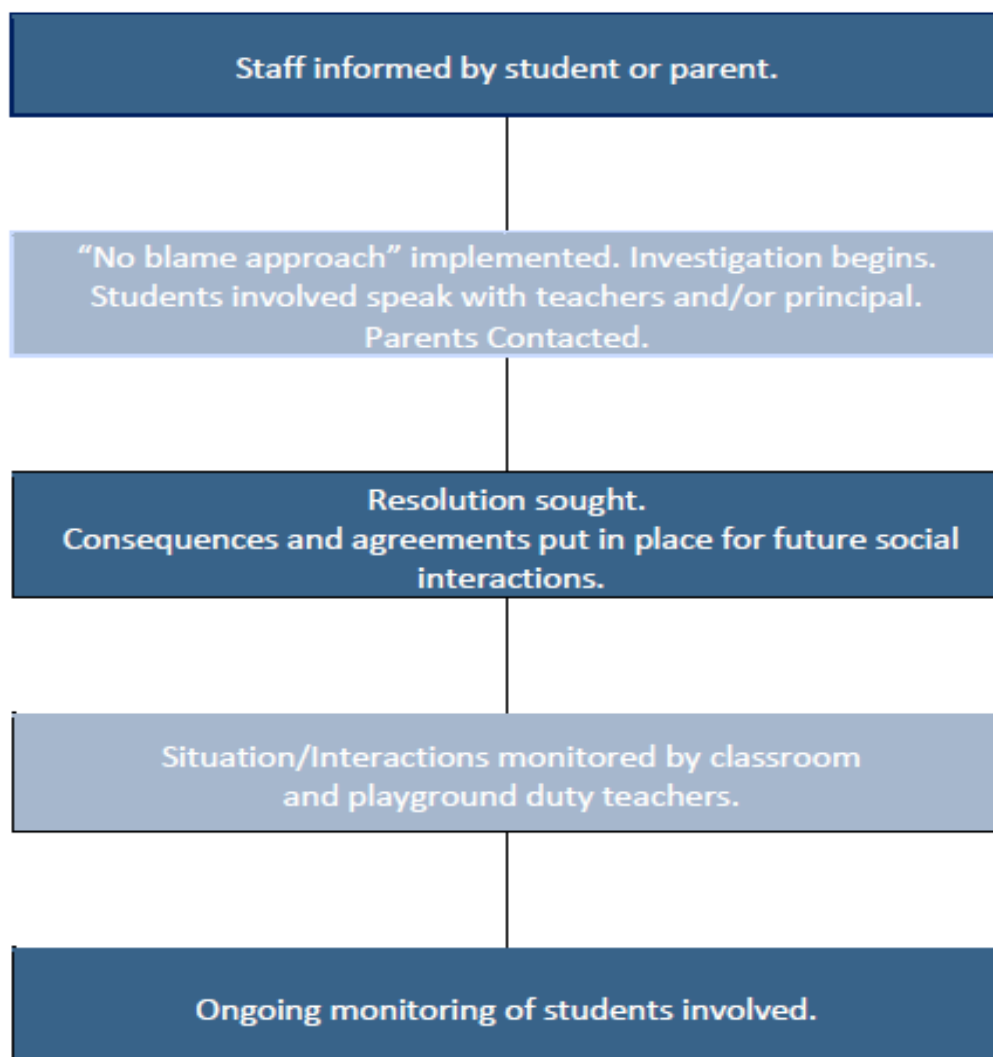 Staff informed by student or parent.
“No blame approach” implemented. Investigation begins.
Students involved speak with teachers and/or principal.
Parents Contacted.
Resolution sought.
Consequences and agreements put in place for future social
interactions.
Situation/Interactions monitored by classroom
and playground duty teachers.
Ongoing monitoring of students involved.